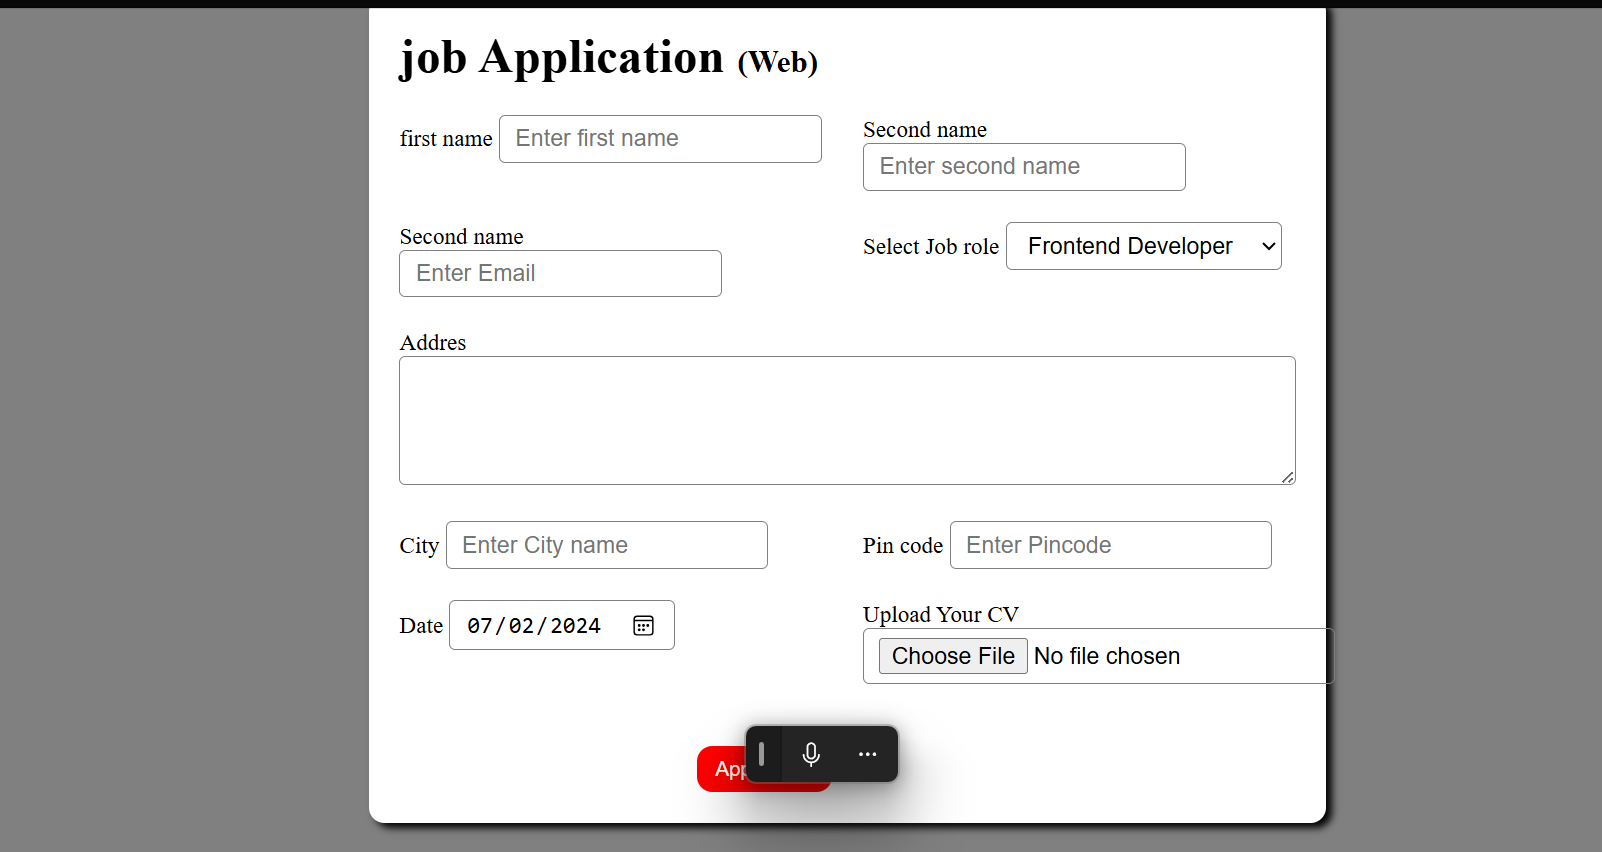 job Application (Web)
first name Enter first name
Second name
Enter second name
Second name
Enter Email
Select Job role Frontend Developer
Addres
City Enter City name
Pin code Enter Pincode
Date 07/02/2024
Upload Your CV
Choose File No file chosen